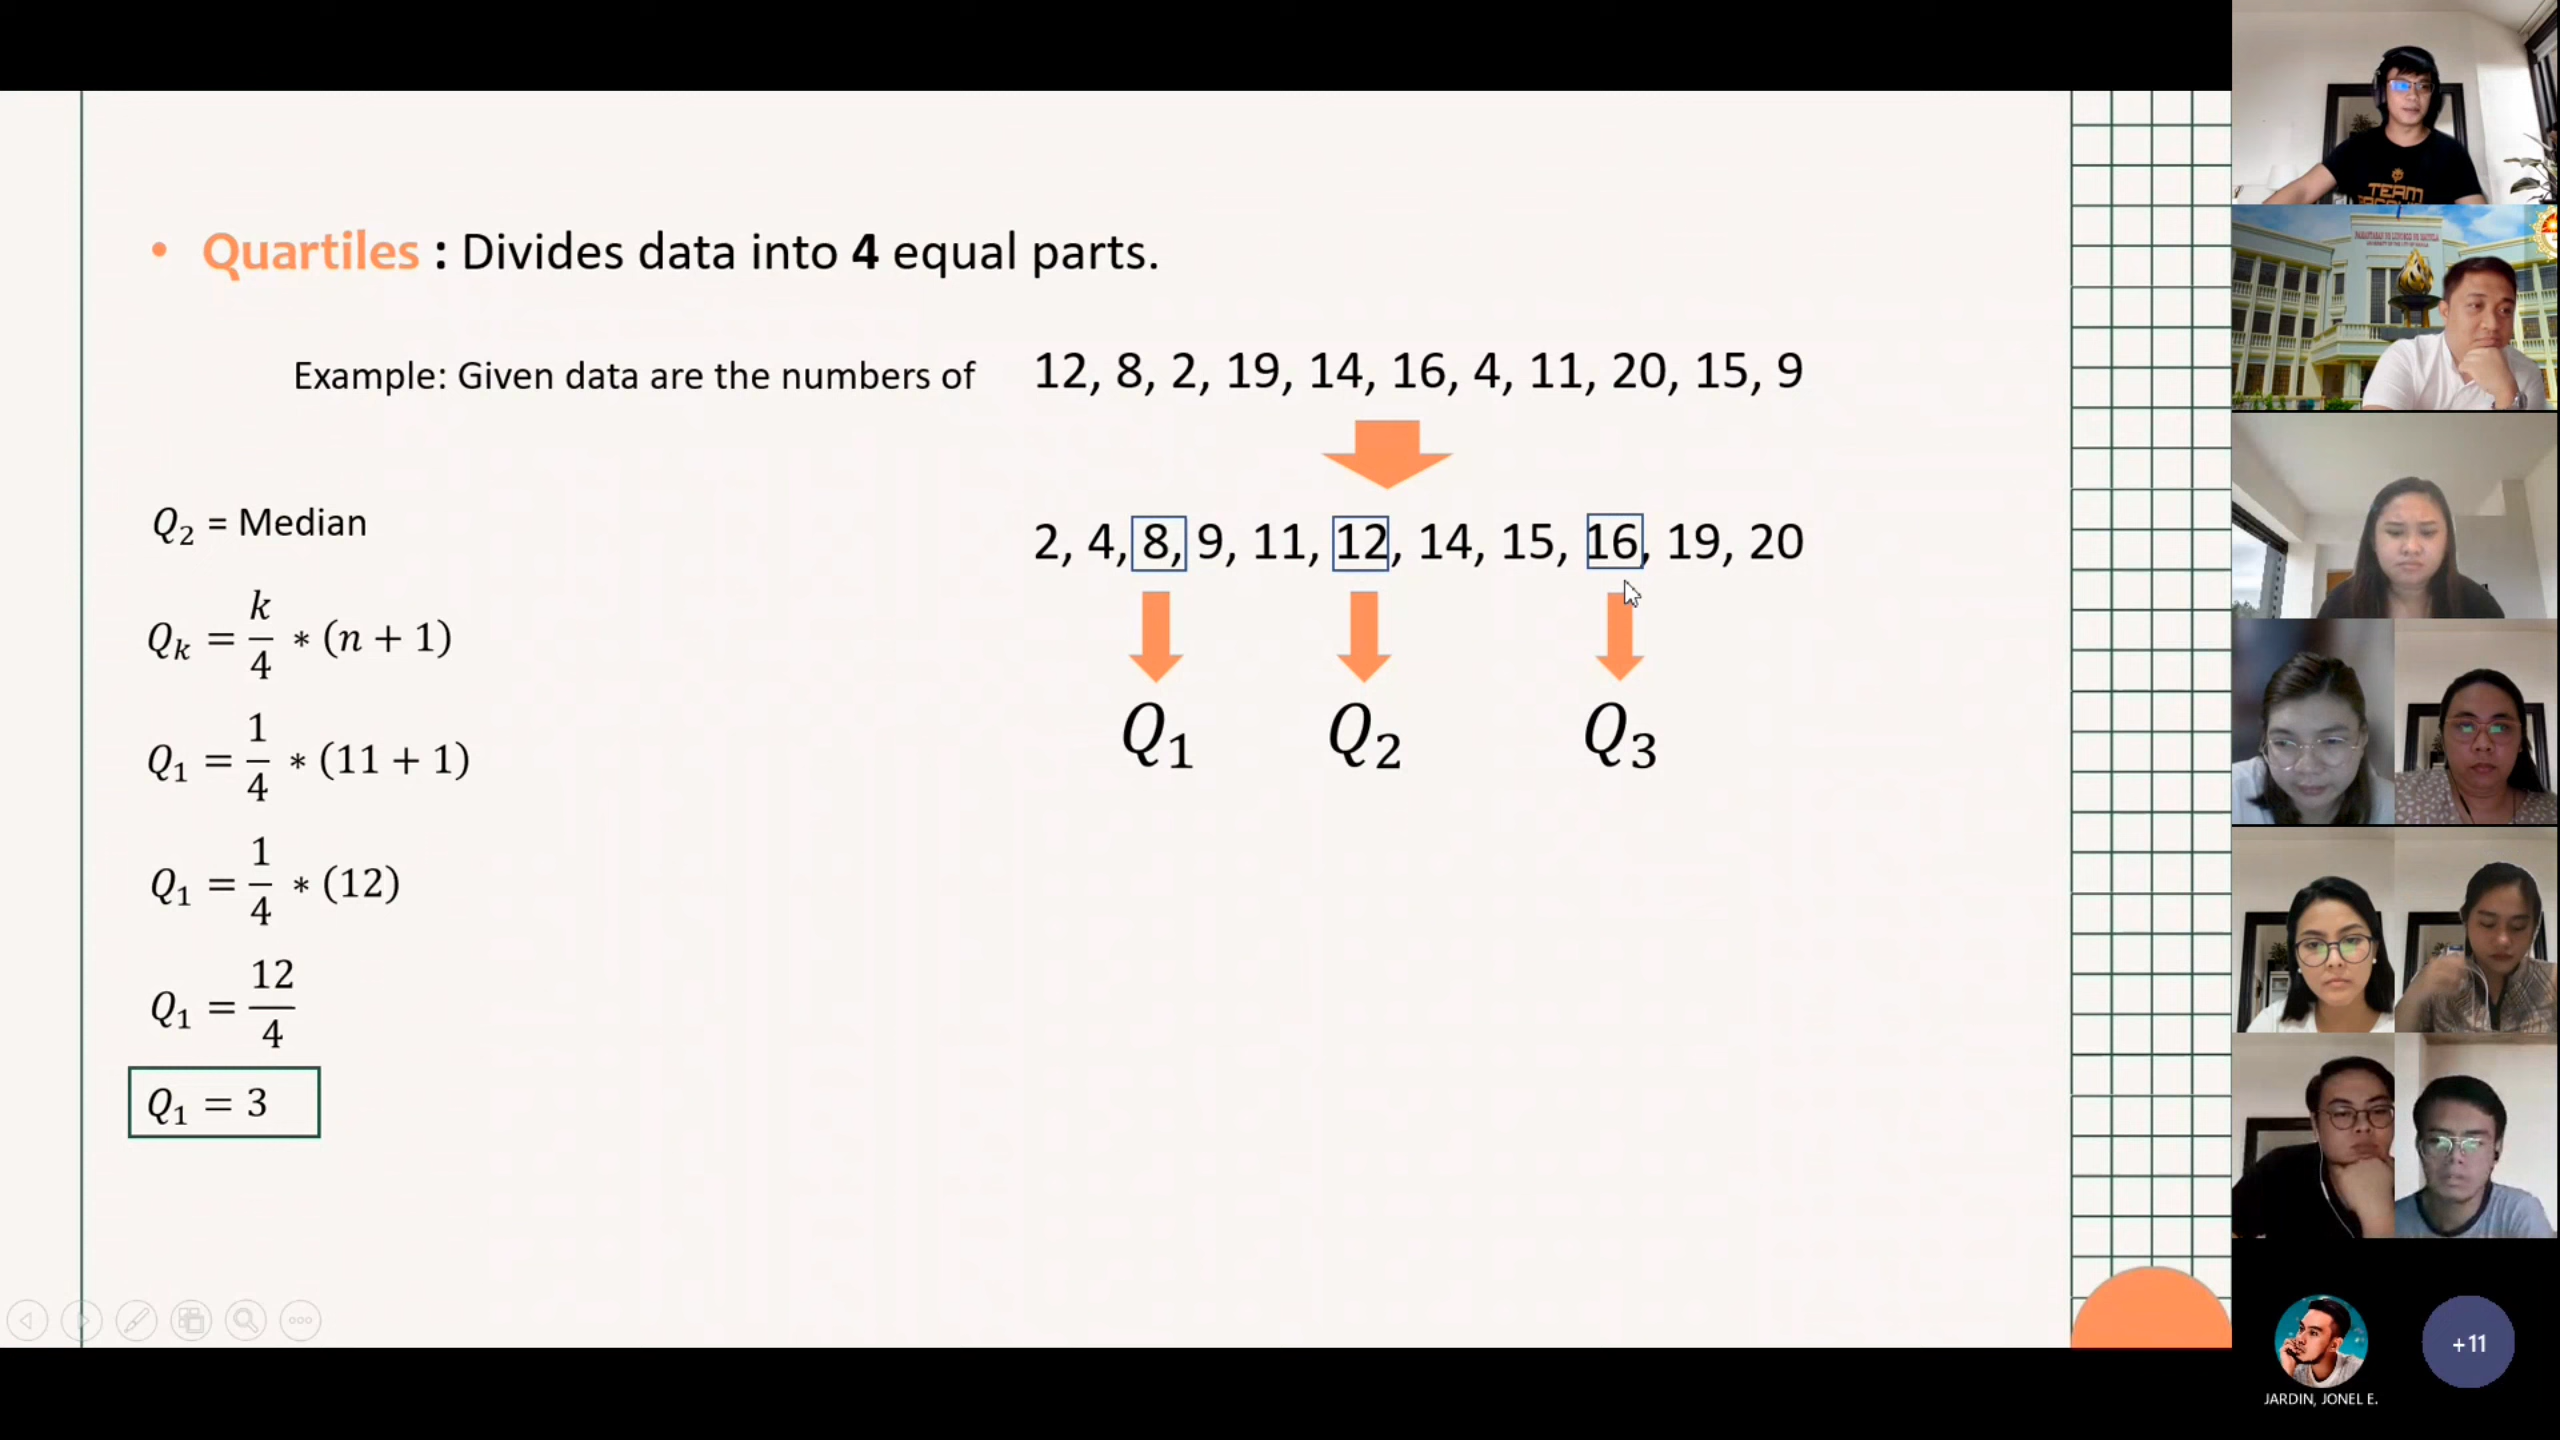 • Quartiles : Divides data into 4 equal parts.
Example: Given data are the numbers of 12, 8, 2, 19, 14, 16, 4, 11, 20, 15, 9
2, 4, 8, 9, 11, 12, 14, 15, 16, 19, 20
Q₁ Q₂ Q₃
Q₂ = Median
Qₖ = k/4 * (n + 1)
Q₁ = 1/4 * (11 + 1)
Q₁ = 1/4 * (12)
Q₁ = 12/4
Q₁ = 3
TEAM
JARDIN, JONEL E.
+11